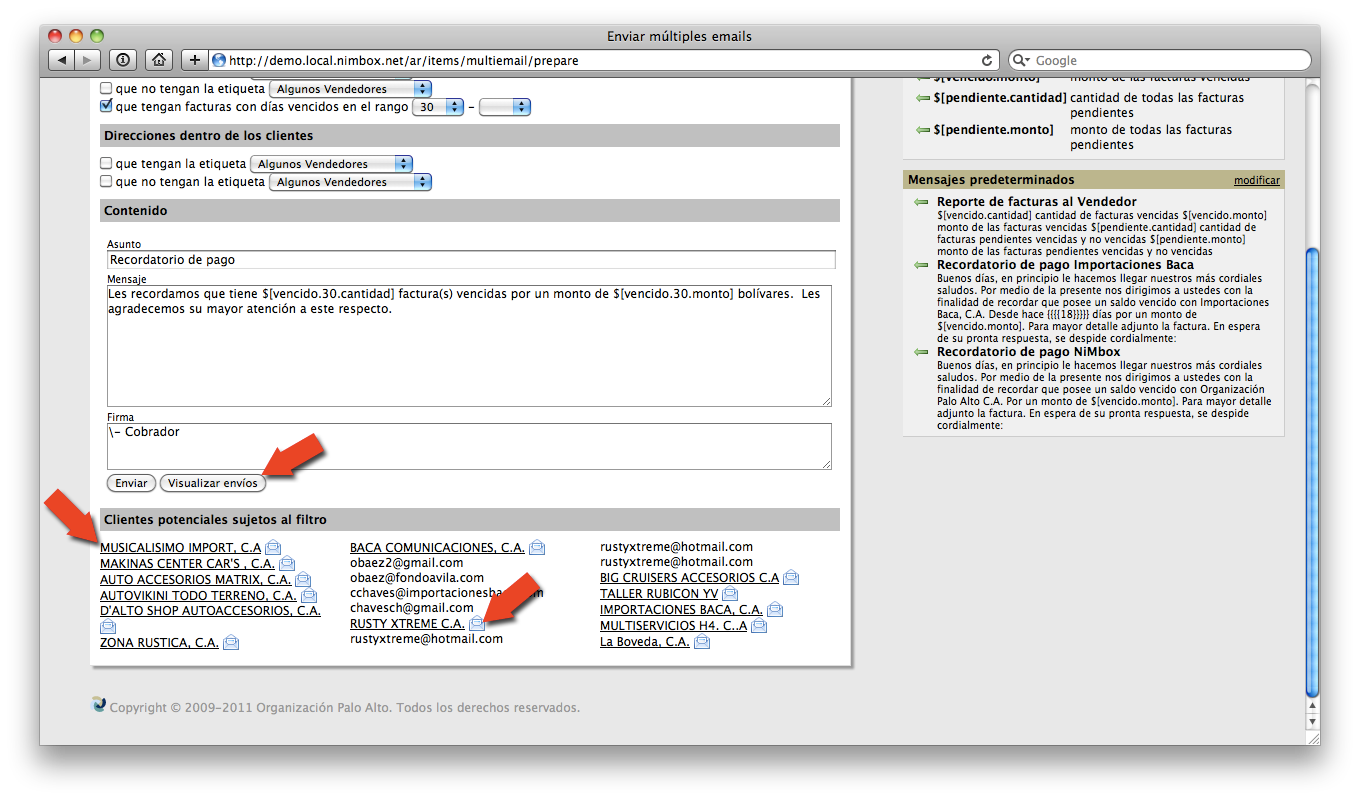 Enviar múltiples emails
http://demo.local.nimbox.net/ar/items/multiemail/prepare
Google
que no tengan la etiqueta Algunos Vendedores
que tengan facturas con días vencidos en el rango 30 –
Direcciones dentro de los clientes
que tengan la etiqueta Algunos Vendedores
que no tengan la etiqueta Algunos Vendedores
Contenido
Asunto
Recordatorio de pago
Mensaje
Les recordamos que tiene $[vencido.30.cantidad] factura(s) vencidas por un monto de $[vencido.30.monto] bolívares. Les
agradecemos su mayor atención a este respecto.
Firma
\- Cobrador
Enviar Visualizar envíos
Clientes potenciales sujetos al filtro
MUSICALISIMO IMPORT, C.A
MAKINAS CENTER CAR'S , C.A.
AUTO ACCESORIOS MATRIX, C.A.
AUTOVIKINI TODO TERRENO, C.A.
D'ALTO SHOP AUTOACCESORIOS, C.A.
ZONA RUSTICA, C.A.
BACA COMUNICACIONES, C.A.
obaez2@gmail.com
obaez@fondoavila.com
cchaves@importacionesba
chavesch@gmail.com
RUSTY XTREME C.A.
rustyxtreme@hotmail.com
rustyxtreme@hotmail.com
rustyxtreme@hotmail.com
BIG CRUISERS ACCESORIOS C.A
TALLER RUBICON YV
IMPORTACIONES BACA, C.A.
MULTISERVICIOS H4. C..A
La Boveda, C.A.
$[vencido.monto] monto de las facturas vencidas
$[pendiente.cantidad] cantidad de todas las facturas
pendientes
$[pendiente.monto] monto de todas las facturas
pendientes
Mensajes predeterminados modificar
Reporte de facturas al Vendedor
$[vencido.cantidad] cantidad de facturas vencidas $[vencido.monto]
monto de las facturas vencidas $[pendiente.cantidad] cantidad de
facturas pendientes vencidas y no vencidas $[pendiente.monto]
monto de las facturas pendientes vencidas y no vencidas
Recordatorio de pago Importaciones Baca
Buenos días, en principio le hacemos llegar nuestros más cordiales
saludos. Por medio de la presente nos dirigimos a ustedes con la
finalidad de recordar que posee un saldo vencido con Importaciones
Baca, C.A. Desde hace {{{{18}}}}} días por un monto de
$[vencido.monto]. Para mayor detalle adjunto la factura. En espera
de su pronta respuesta, se despide cordialmente:
Recordatorio de pago NiMbox
Buenos días, en principio le hacemos llegar nuestros más cordiales
saludos. Por medio de la presente nos dirigimos a ustedes con la
finalidad de recordar que posee un saldo vencido con Organización
Palo Alto C.A. Por un monto de $[vencido.monto]. Para mayor detalle
adjunto la factura. En espera de su pronta respuesta, se despide
cordialmente:
Copyright © 2009-2011 Organización Palo Alto. Todos los derechos reservados.